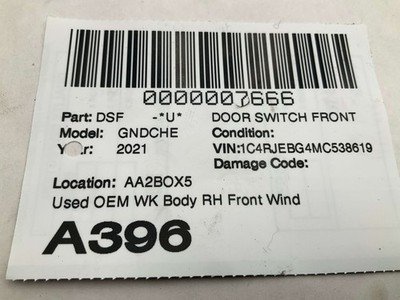 0000007666
Part: DSF -*U* DOOR SWITCH FRONT
Model: GNDCHE Condition:
Year: 2021 VIN:1C4RJEBG4MC538619
Damage Code:
Location: AA2BOX5
Used OEM WK Body RH Front Wind
A396